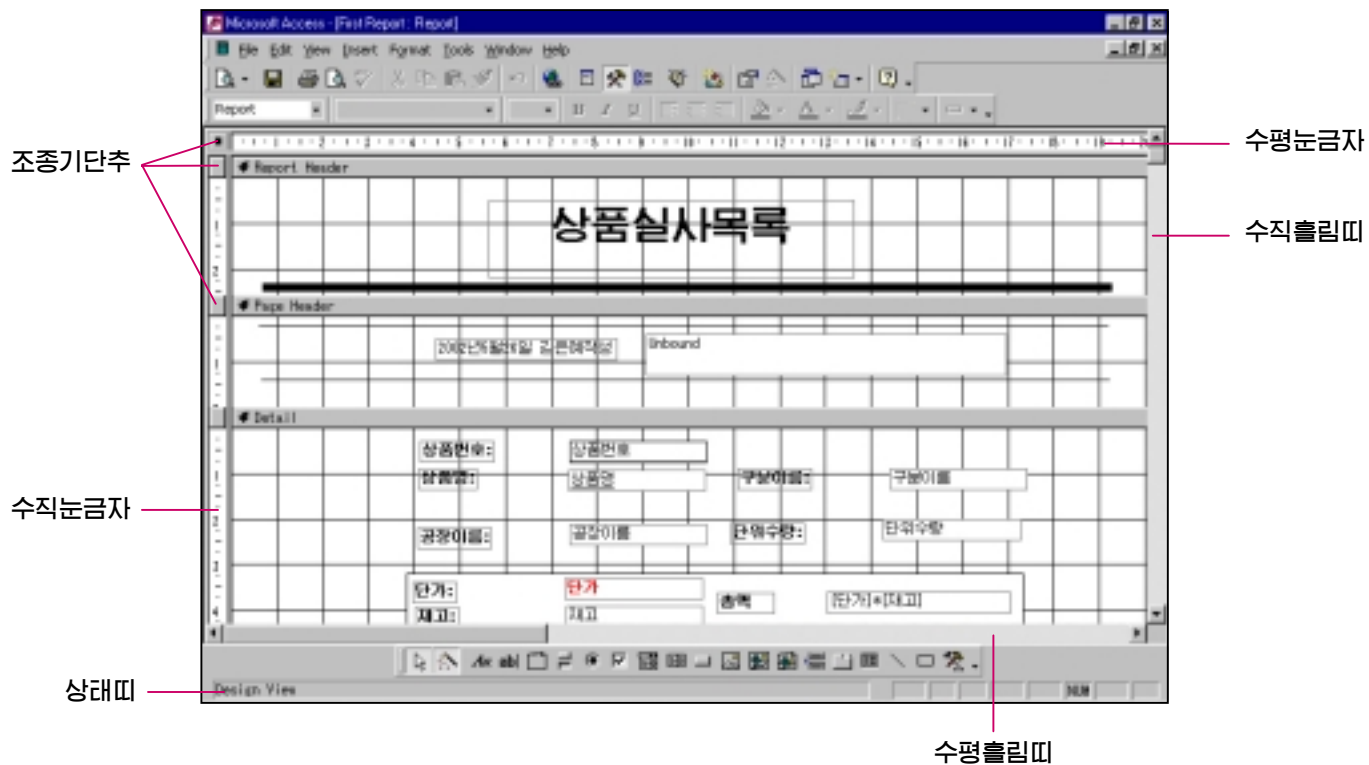 Microsoft Access - [First Report : Report]
File Edit View Insert Format Tools Window Help
Report
조종기단추
수평눈금자
Report Header
상품실사목록
수직흘림띠
Page Header
Unbound
Detail
상품번호: 상품번호
상품명: 상품명 구분이름: 구분이름
수직눈금자
공장이름: 공장이름 단위수량: 단위수량
단가: 단가
총액 [단가]*[재고]
재고: 재고
상태띠
Design View NUM
수평흘림띠